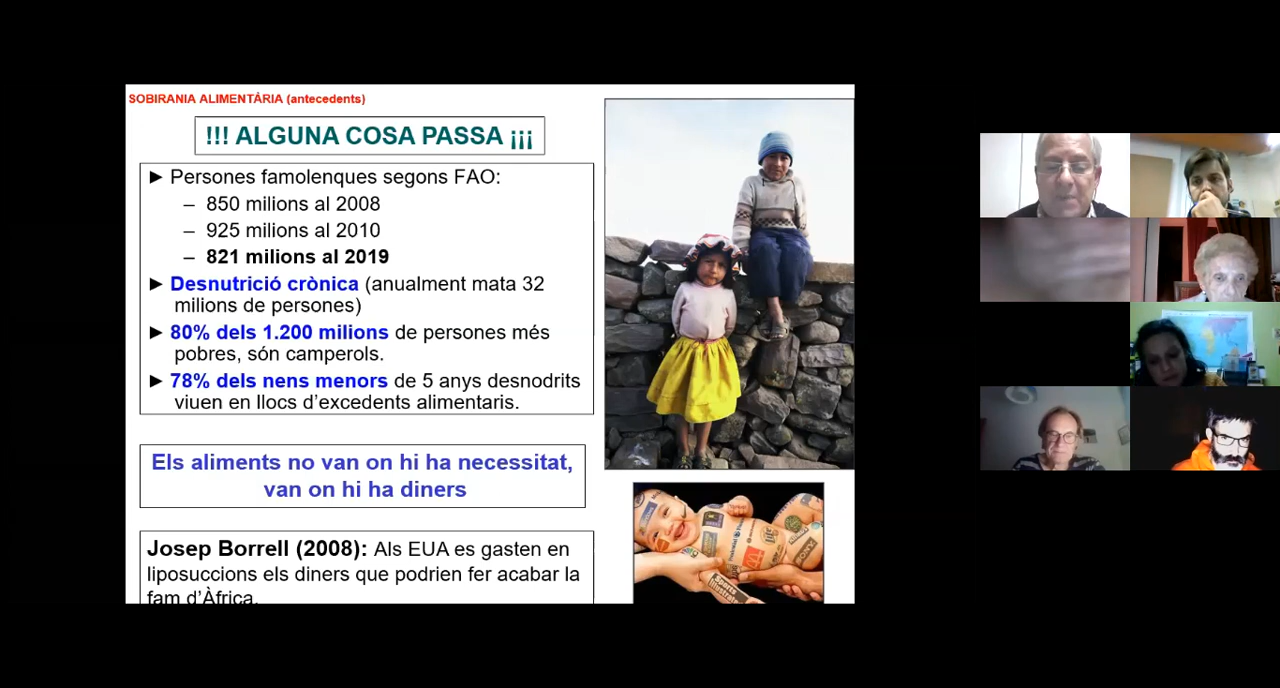 SOBIRANIA ALIMENTÀRIA (antecedents)
!!! ALGUNA COSA PASSA ¡¡¡
► Persones famolenques segons FAO:
– 850 milions al 2008
– 925 milions al 2010
– 821 milions al 2019
► Desnutrició crònica (anualment mata 32
milions de persones)
► 80% dels 1.200 milions de persones més
pobres, són camperols.
► 78% dels nens menors de 5 anys desnodrits
viuen en llocs d’excedents alimentaris.
Els aliments no van on hi ha necessitat,
van on hi ha diners
Josep Borrell (2008): Als EUA es gasten en
liposuccions els diners que podrien fer acabar la
fam d’Àfrica.
SONY
Sports
Illustrated